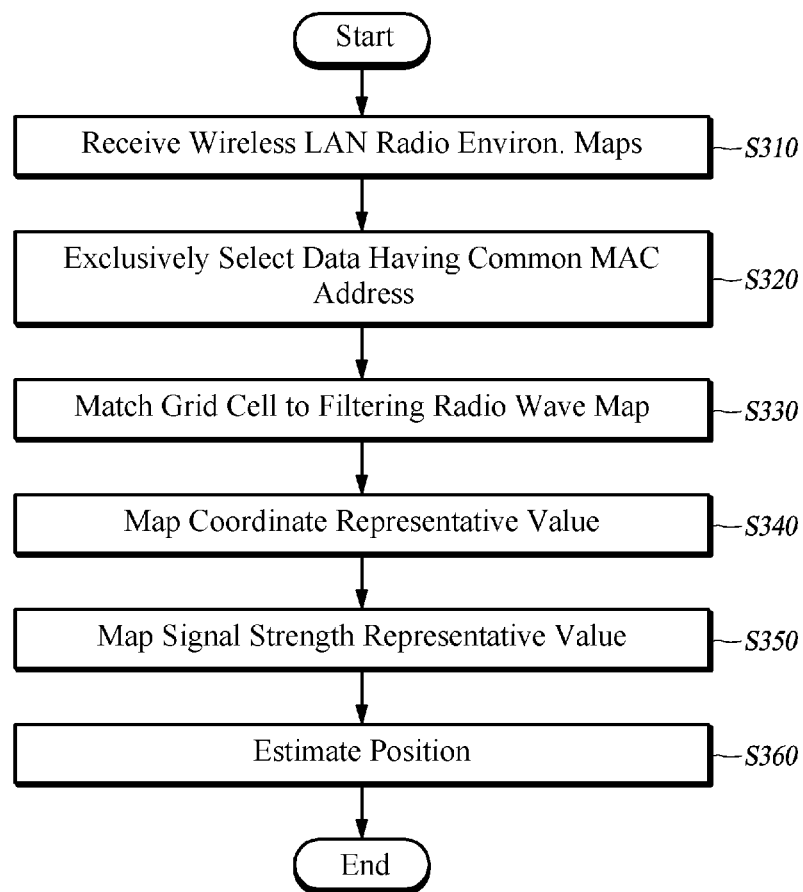 Start
Receive Wireless LAN Radio Environ. Maps
S310
Exclusively Select Data Having Common MAC
Address
S320
Match Grid Cell to Filtering Radio Wave Map
S330
Map Coordinate Representative Value
S340
Map Signal Strength Representative Value
S350
Estimate Position
S360
End